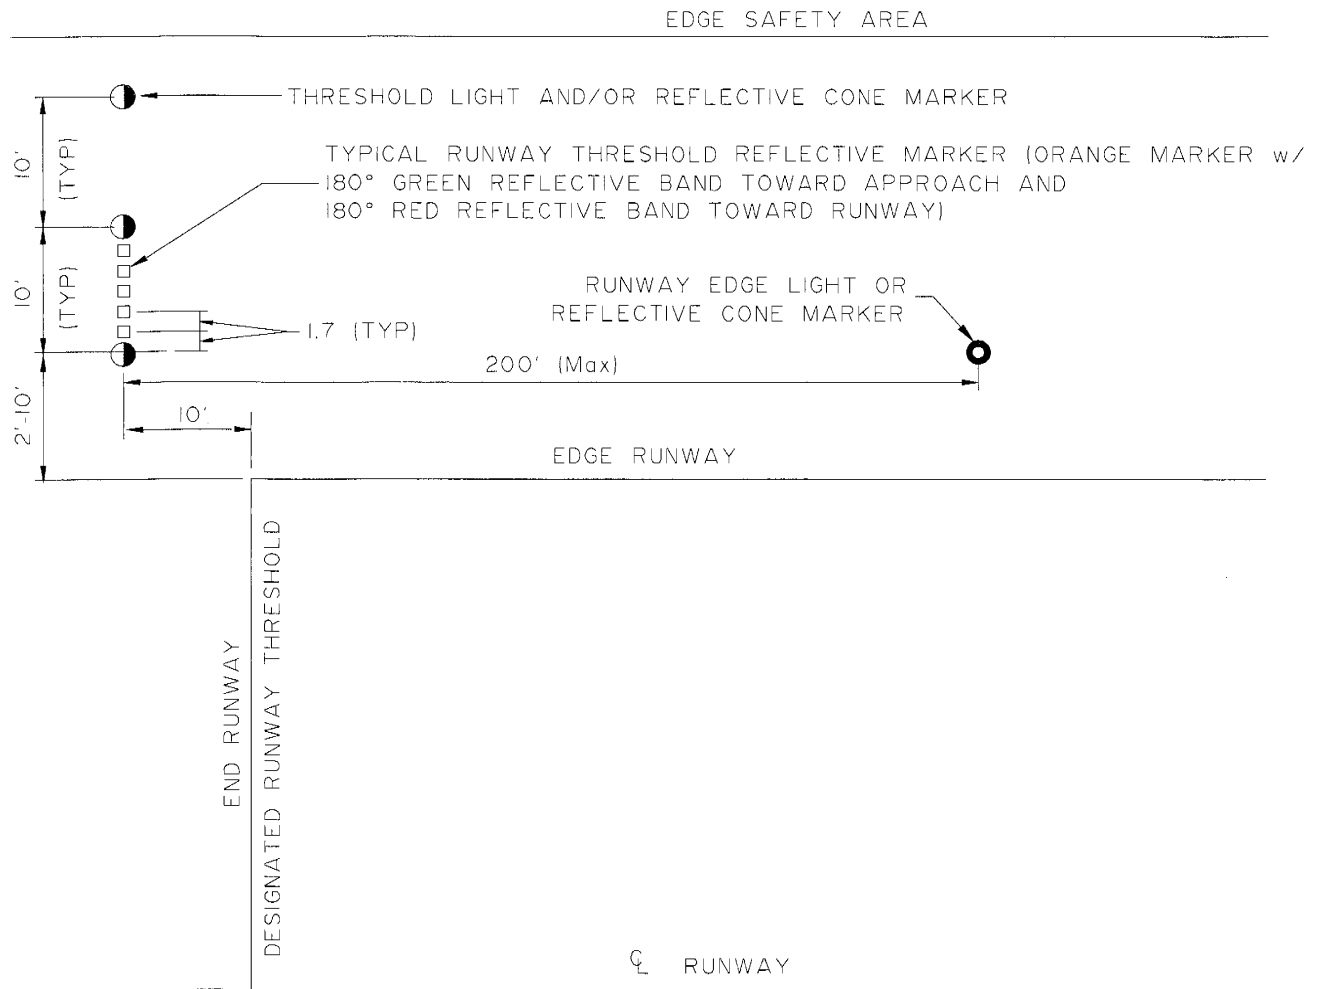 EDGE SAFETY AREA
THRESHOLD LIGHT AND/OR REFLECTIVE CONE MARKER
10'
(TYP)
TYPICAL RUNWAY THRESHOLD REFLECTIVE MARKER (ORANGE MARKER w/
180° GREEN REFLECTIVE BAND TOWARD APPROACH AND
180° RED REFLECTIVE BAND TOWARD RUNWAY)
10'
(TYP)
RUNWAY EDGE LIGHT OR
REFLECTIVE CONE MARKER
1.7 (TYP)
200' (Max)
2'-10'
10'
EDGE RUNWAY
END RUNWAY
DESIGNATED RUNWAY THRESHOLD
℄ RUNWAY